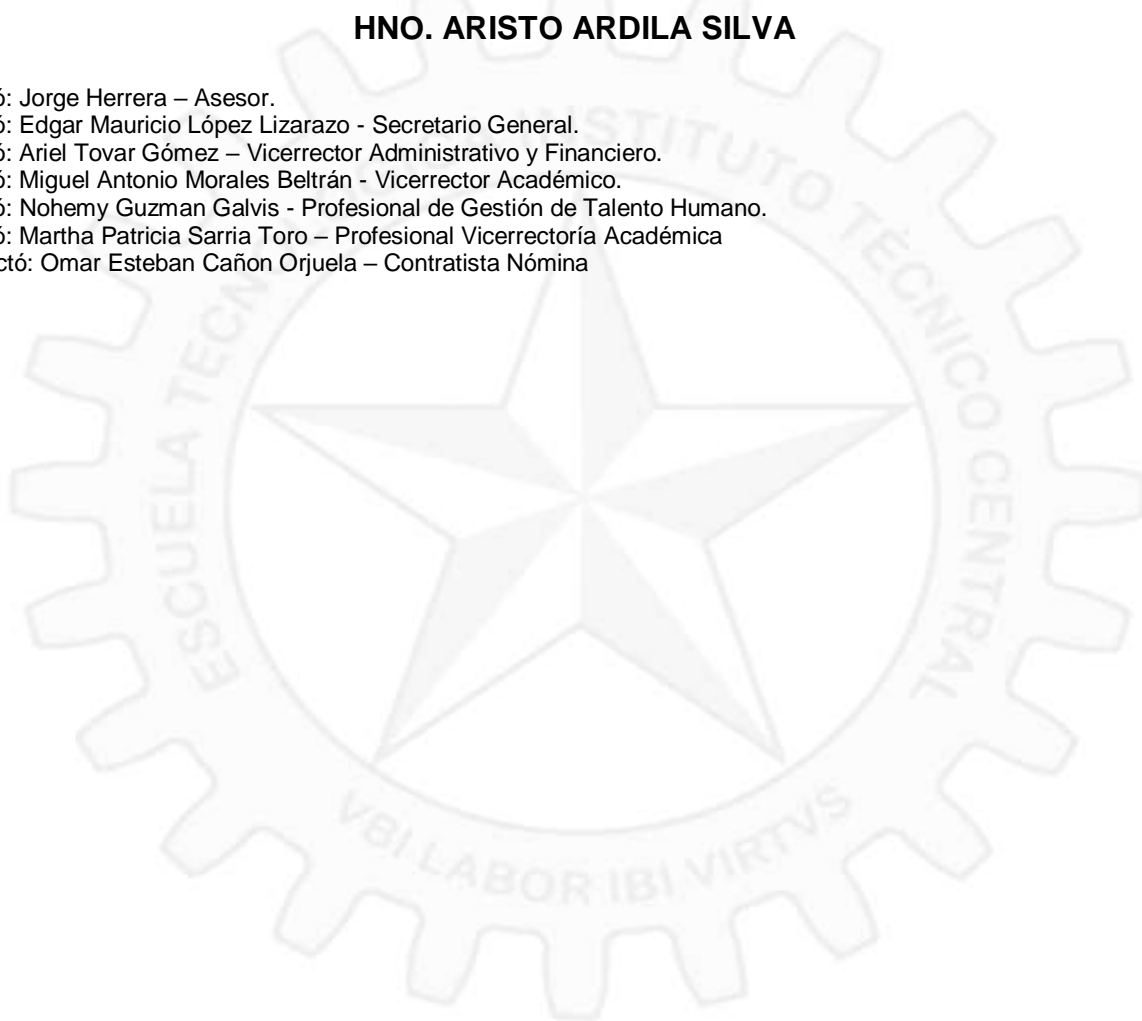 HNO. ARISTO ARDILA SILVA
ó: Jorge Herrera – Asesor.
ó: Edgar Mauricio López Lizarazo - Secretario General.
ó: Ariel Tovar Gómez – Vicerrector Administrativo y Financiero.
ó: Miguel Antonio Morales Beltrán - Vicerrector Académico.
ó: Nohemy Guzman Galvis - Profesional de Gestión de Talento Humano.
ó: Martha Patricia Sarria Toro – Profesional Vicerrectoría Académica
ctó: Omar Esteban Cañon Orjuela – Contratista Nómina
ESCUELA TECNOLÓGICA INSTITUTO TÉCNICO CENTRAL
VBI LABOR IBI VIRTVS